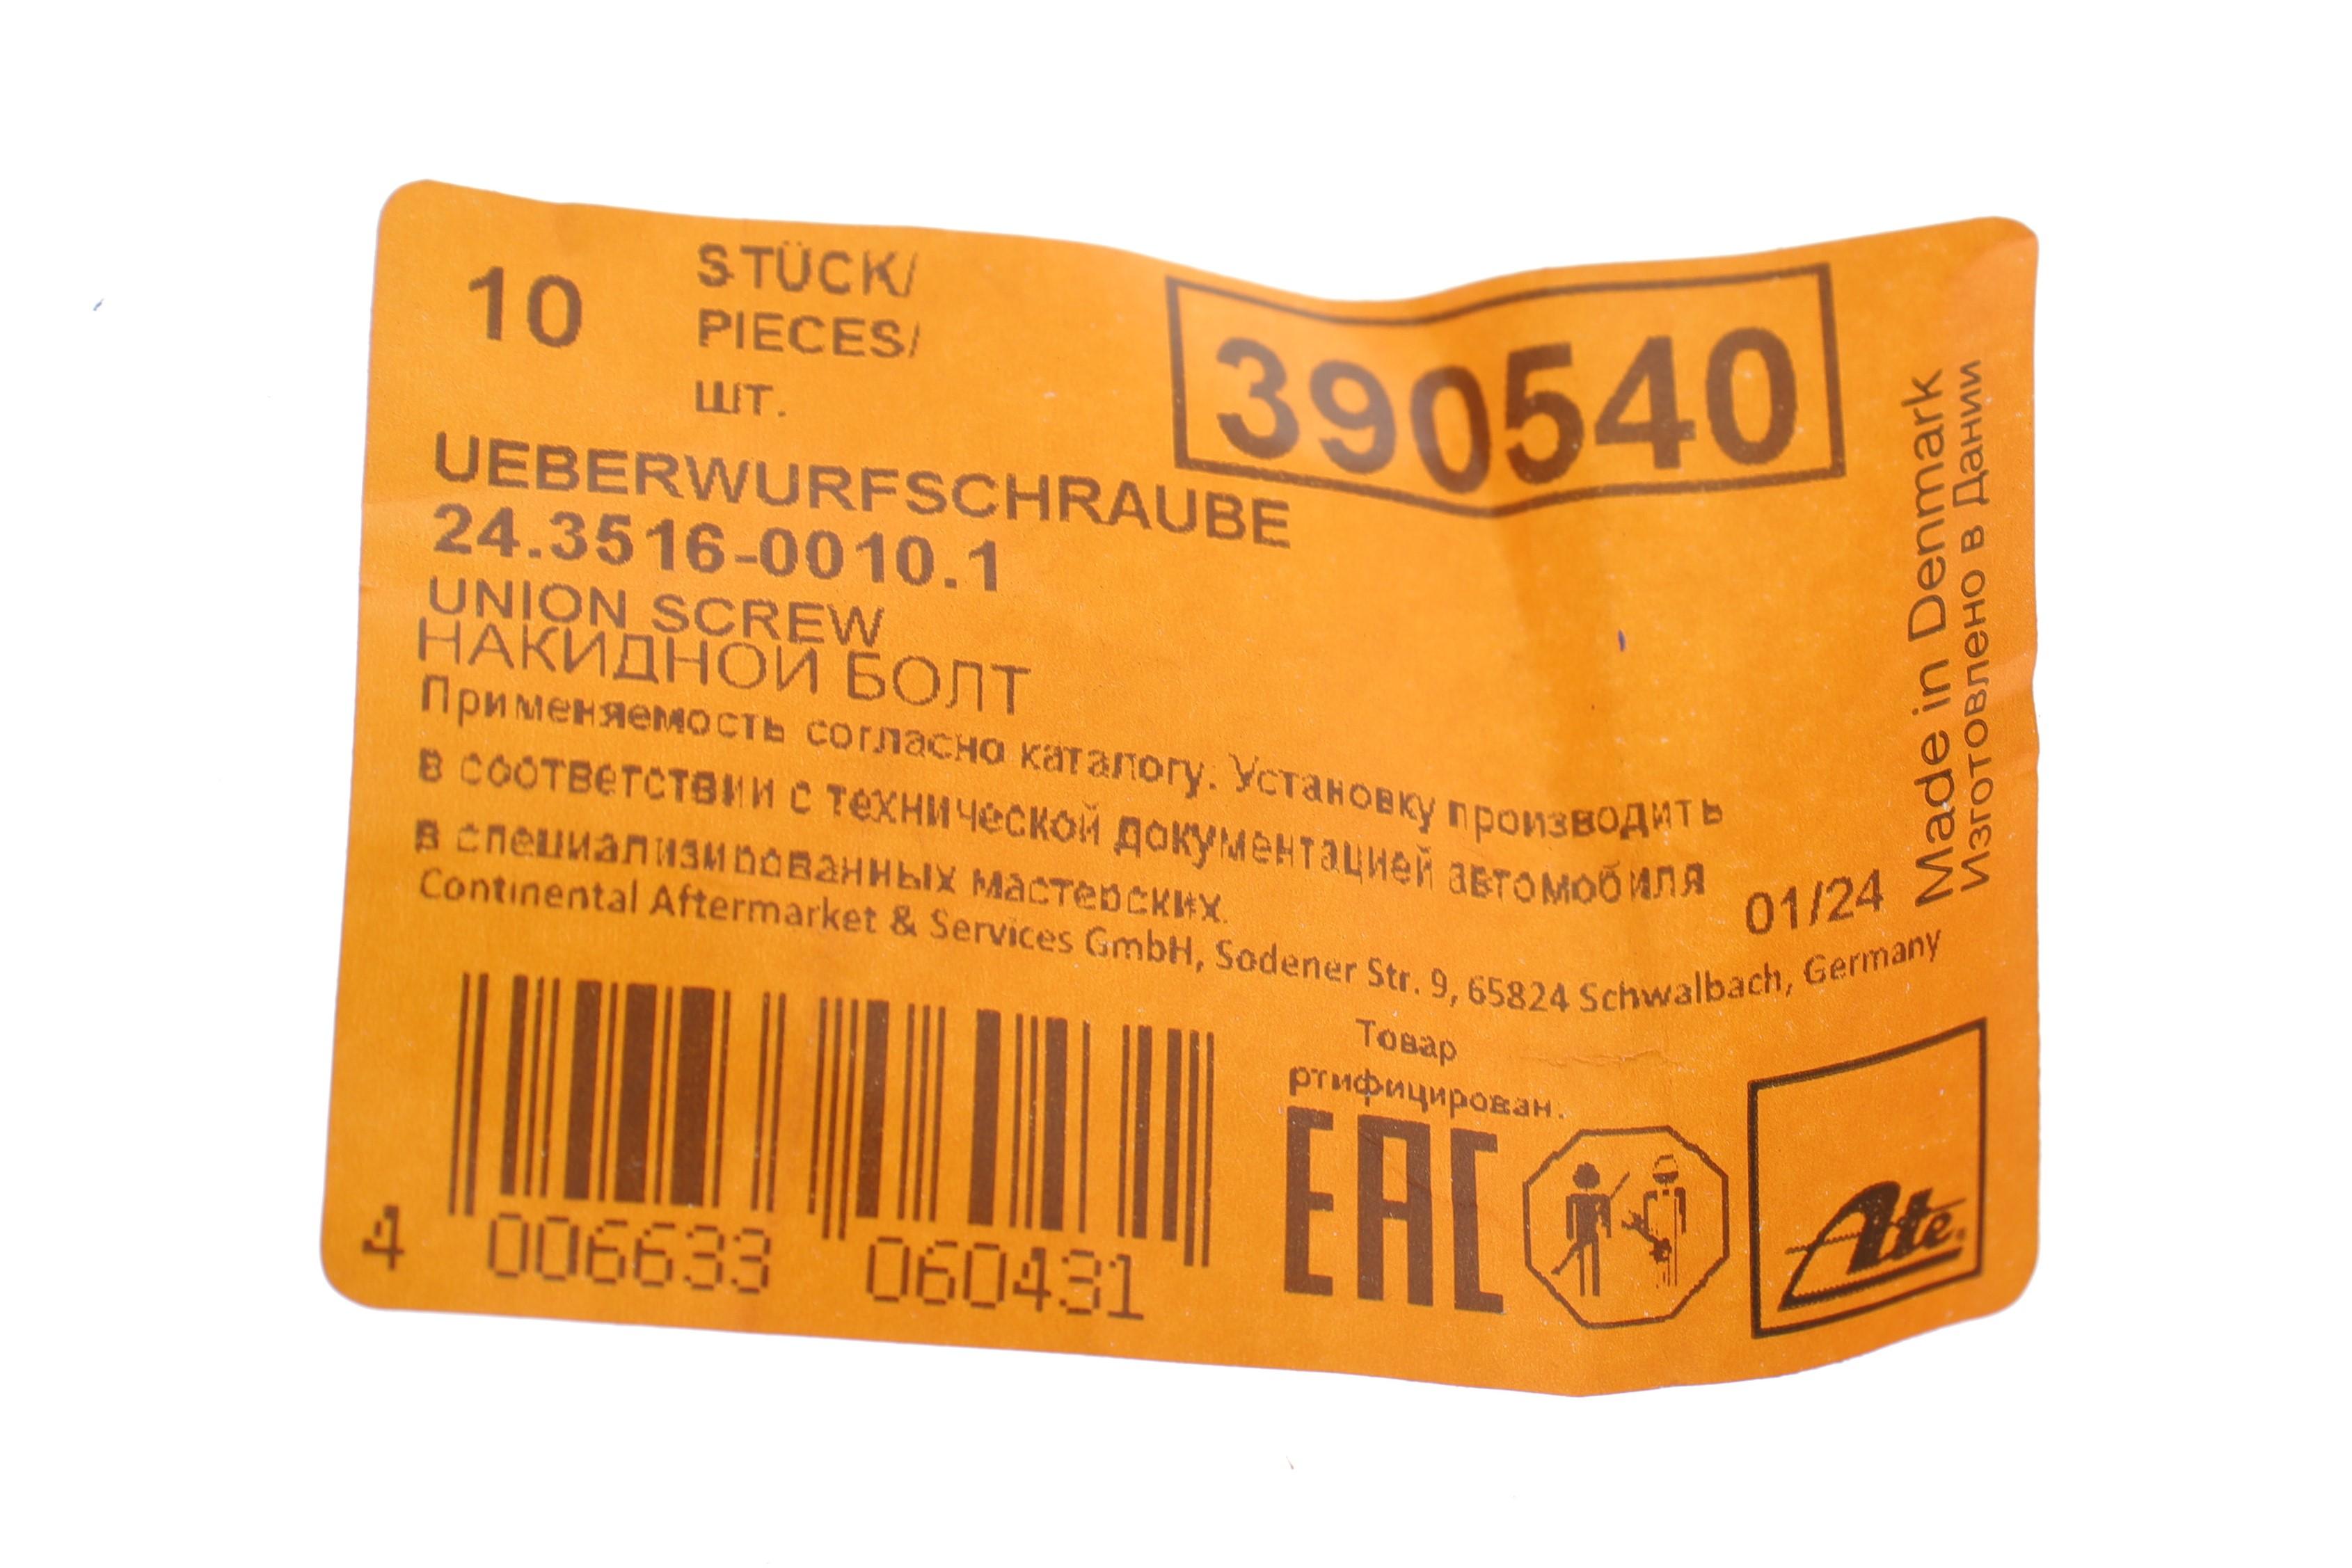 10
STÜCK/
PIECES/
шт.
390540
UEBERWURFSCHRAUBE
24.3516-0010.1
UNION SCREW
НАКИДНОЙ БОЛТ
Применяемость согласно каталогу. Установку производить
в соответствии с технической документацией автомобиля
в специализированных мастерских.
01/24
Continental Aftermarket & Services GmbH, Sodener Str. 9, 65824 Schwalbach, Germany
Made in Denmark
Изготовлено в Дании
4 006633 060431
Товар
ртифицирован.
EAC
Ate®